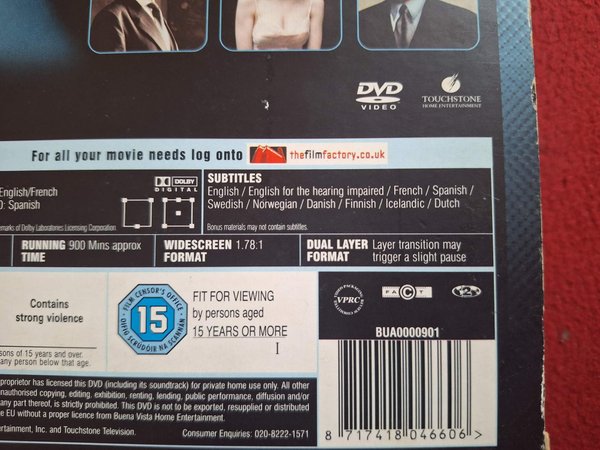 DVD
VIDEO
TOUCHSTONE
HOME ENTERTAINMENT
For all your movie needs log onto thefilmfactory.co.uk
English/French
): Spanish
DOLBY
DIGITAL
SUBTITLES
English / English for the hearing impaired / French / Spanish /
Swedish / Norwegian / Danish / Finnish / Icelandic / Dutch
Bonus materials may not contain subtitles.
marks of Dolby Laboratories Licensing Corporation.
RUNNING TIME 900 Mins approx
WIDESCREEN FORMAT 1.78:1
DUAL LAYER FORMAT Layer transition may
trigger a slight pause
Contains
strong violence
FILM CENSOR'S OFFICE
15
OIFIG SCRÚDÓIR NA SCANNÁN
FIT FOR VIEWING
by persons aged
15 YEARS OR MORE
I
VPRC
PACT
BUA0000901
sons of 15 years and over.
any person below that age.
proprietor has licensed this DVD (including its soundtrack) for private home use only. All other
unauthorised copying, editing, exhibition, renting, lending, public performance, diffusion and/or
any part thereof, is strictly prohibited. This DVD is not to be exported, resupplied or distributed
e EU without a proper licence from Buena Vista Home Entertainment.
ertainment, Inc. and Touchstone Television.
Consumer Enquiries: 020-8222-1571
8 717418 046606 >